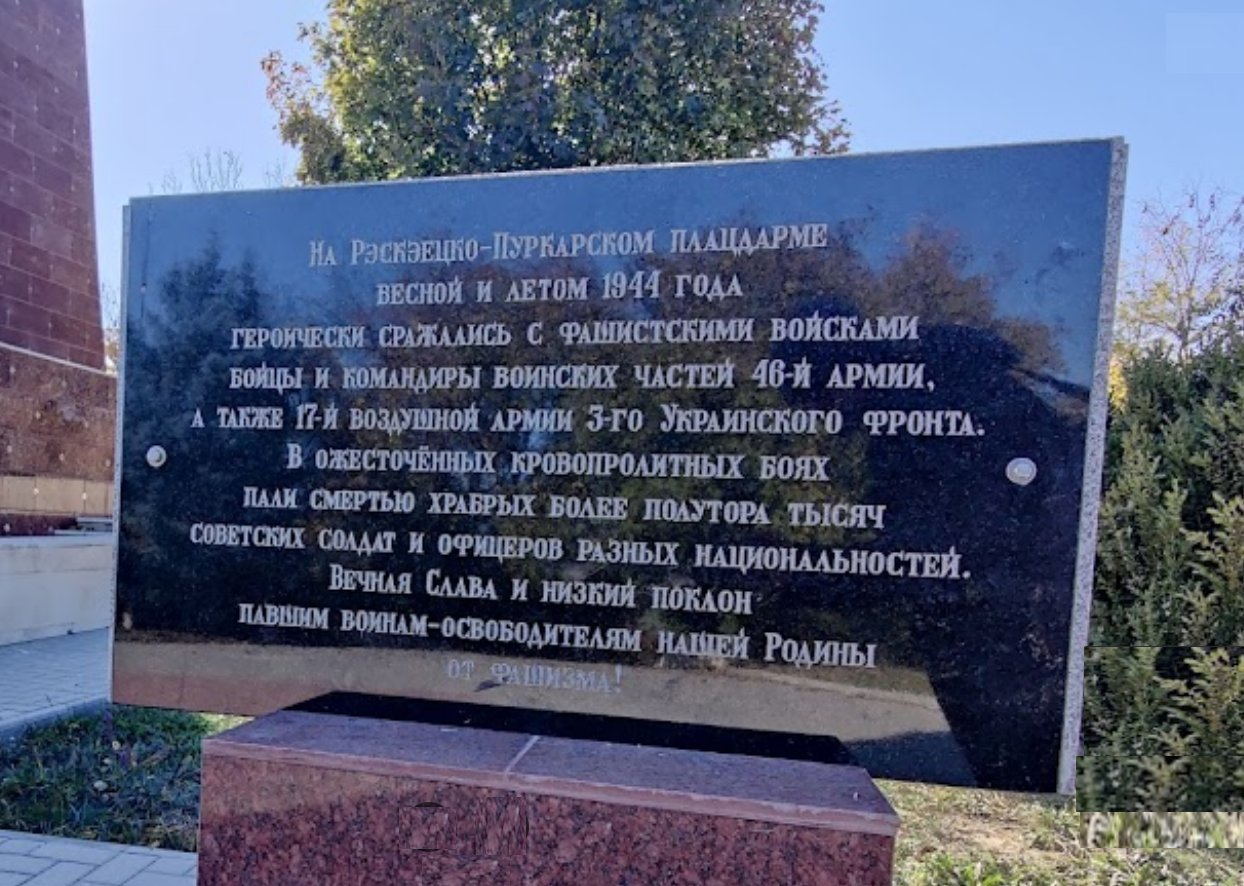 На Рэскэецко-Пуркарском плацдарме
весной и летом 1944 года
героически сражались с фашистскими войсками
бойцы и командиры воинских частей 46-й армии,
а также 17-й воздушной армии 3-го Украинского фронта.
В ожесточённых кровопролитных боях
пали смертью храбрых более полутора тысяч
советских солдат и офицеров разных национальностей.
Вечная Слава и низкий поклон
павшим воинам-освободителям нашей Родины
от фашизма!